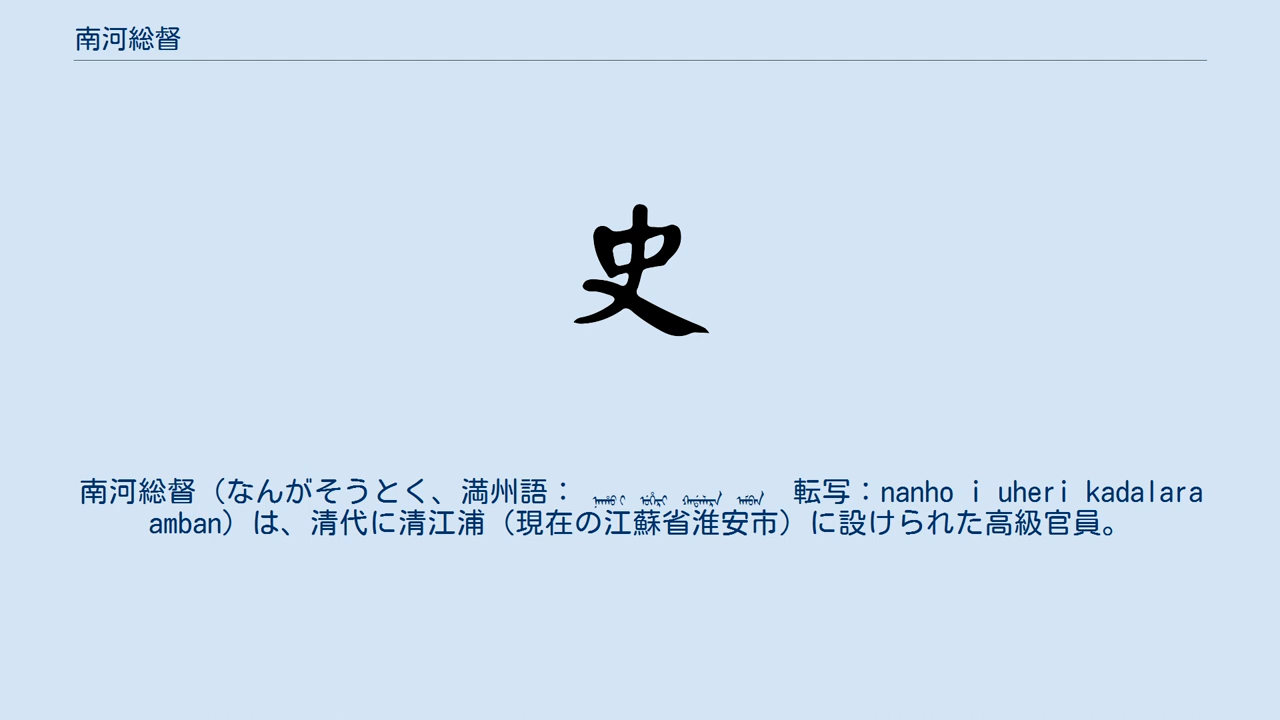 南河総督
史
南河総督（なんがそうとく、満州語： 転写：nanho i uheri kadalara
amban）は、清代に清江浦（現在の江蘇省淮安市）に設けられた高級官員。